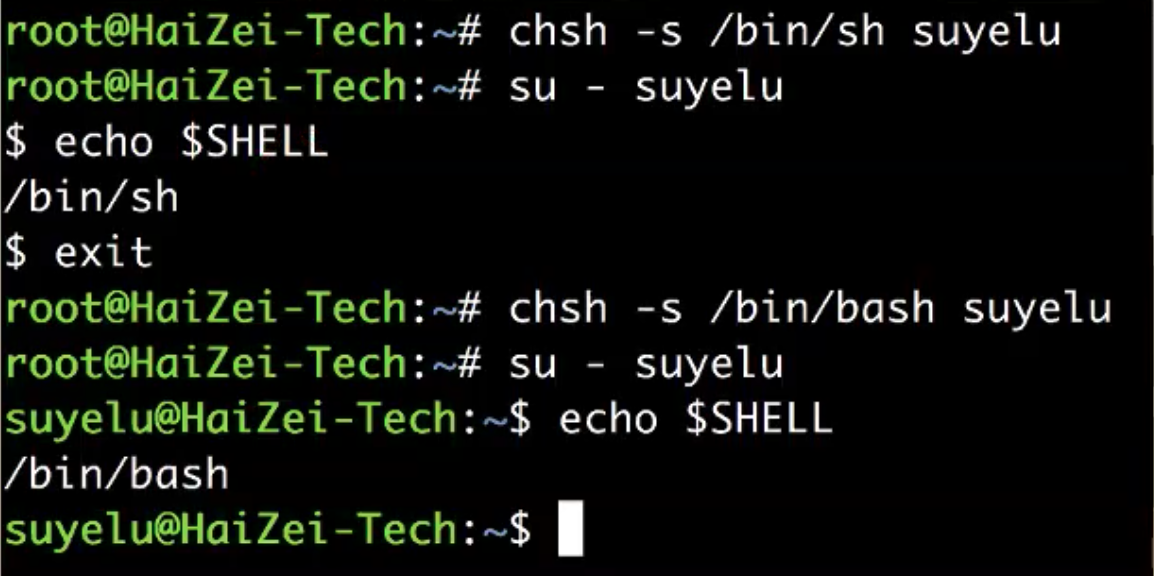 root@HaiZei-Tech:~# chsh -s /bin/sh suyelu
root@HaiZei-Tech:~# su - suyelu
$ echo $SHELL
/bin/sh
$ exit
root@HaiZei-Tech:~# chsh -s /bin/bash suyelu
root@HaiZei-Tech:~# su - suyelu
suyelu@HaiZei-Tech:~$ echo $SHELL
/bin/bash
suyelu@HaiZei-Tech:~$